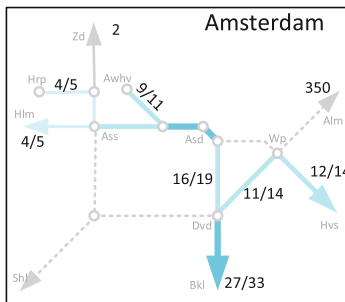 Amsterdam
Zd
2
Hrp
4/5
Awhv
9/11
350
Hlm
Alm
Ass
Asd
Wp
4/5
12/14
16/19
11/14
Dvd
Hvs
Shl
Bkl
27/33